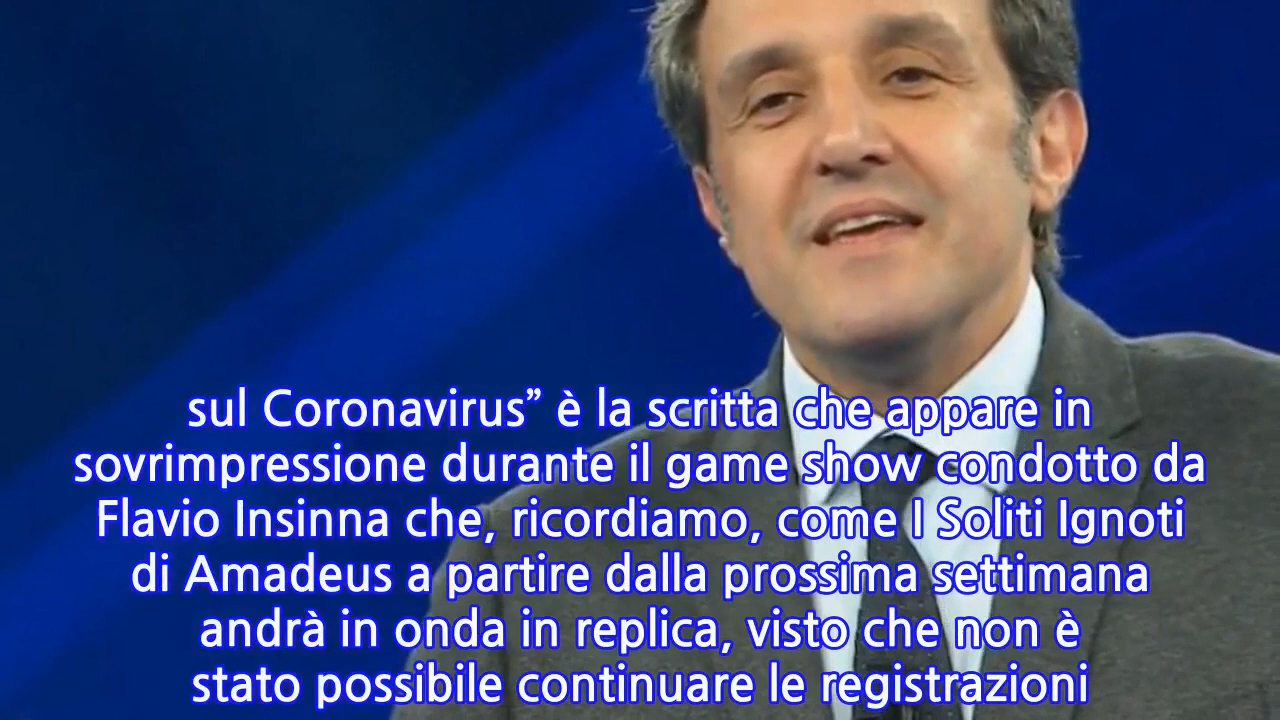 sul Coronavirus” è la scritta che appare in
sovrimpressione durante il game show condotto da
Flavio Insinna che, ricordiamo, come I Soliti Ignoti
di Amadeus a partire dalla prossima settimana
andrà in onda in replica, visto che non è
stato possibile continuare le registrazioni